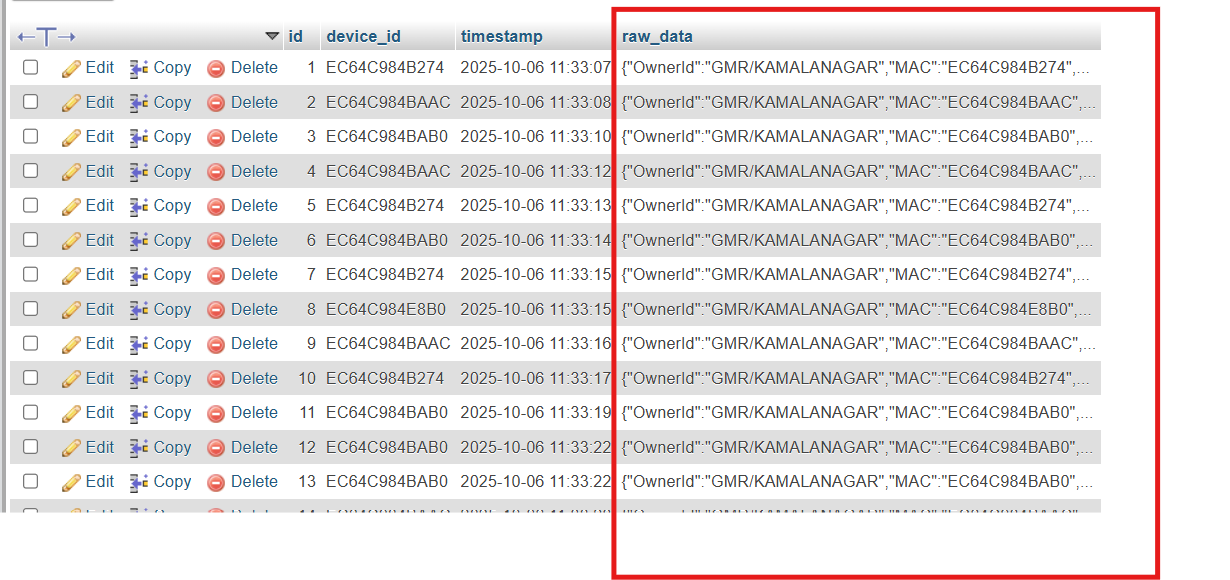 id device_id timestamp raw_data
Edit Copy Delete 1 EC64C984B274 2025-10-06 11:33:07 {"OwnerId":"GMR/KAMALANAGAR","MAC":"EC64C984B274",...
Edit Copy Delete 2 EC64C984BAAC 2025-10-06 11:33:08 {"OwnerId":"GMR/KAMALANAGAR","MAC":"EC64C984BAAC",...
Edit Copy Delete 3 EC64C984BAB0 2025-10-06 11:33:10 {"OwnerId":"GMR/KAMALANAGAR","MAC":"EC64C984BAB0",...
Edit Copy Delete 4 EC64C984BAAC 2025-10-06 11:33:12 {"OwnerId":"GMR/KAMALANAGAR","MAC":"EC64C984BAAC",...
Edit Copy Delete 5 EC64C984B274 2025-10-06 11:33:13 {"OwnerId":"GMR/KAMALANAGAR","MAC":"EC64C984B274",...
Edit Copy Delete 6 EC64C984BAB0 2025-10-06 11:33:14 {"OwnerId":"GMR/KAMALANAGAR","MAC":"EC64C984BAB0",...
Edit Copy Delete 7 EC64C984B274 2025-10-06 11:33:15 {"OwnerId":"GMR/KAMALANAGAR","MAC":"EC64C984B274",...
Edit Copy Delete 8 EC64C984E8B0 2025-10-06 11:33:15 {"OwnerId":"GMR/KAMALANAGAR","MAC":"EC64C984E8B0",...
Edit Copy Delete 9 EC64C984BAAC 2025-10-06 11:33:16 {"OwnerId":"GMR/KAMALANAGAR","MAC":"EC64C984BAAC",...
Edit Copy Delete 10 EC64C984B274 2025-10-06 11:33:17 {"OwnerId":"GMR/KAMALANAGAR","MAC":"EC64C984B274",...
Edit Copy Delete 11 EC64C984BAB0 2025-10-06 11:33:19 {"OwnerId":"GMR/KAMALANAGAR","MAC":"EC64C984BAB0",...
Edit Copy Delete 12 EC64C984BAB0 2025-10-06 11:33:22 {"OwnerId":"GMR/KAMALANAGAR","MAC":"EC64C984BAB0",...
Edit Copy Delete 13 EC64C984BAB0 2025-10-06 11:33:22 {"OwnerId":"GMR/KAMALANAGAR","MAC":"EC64C984BAB0",...